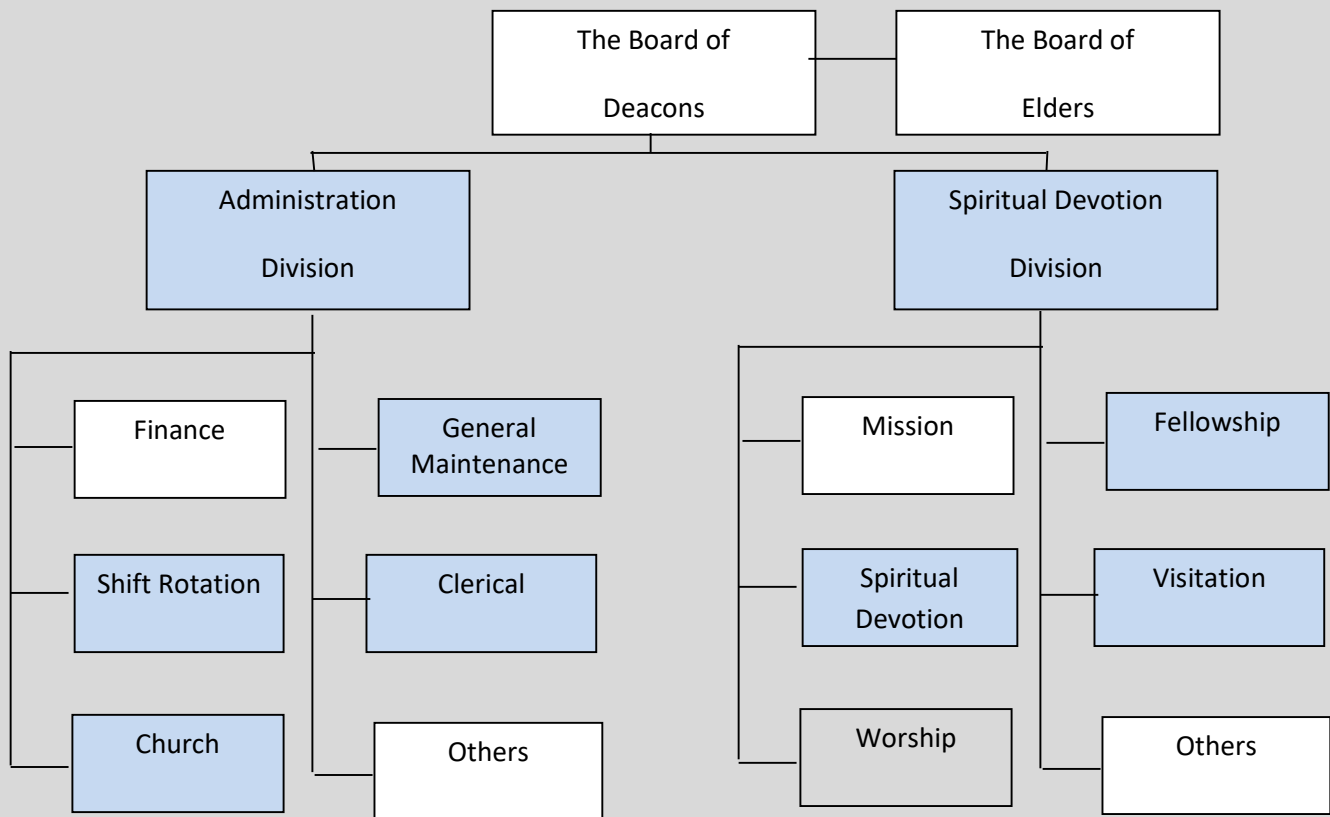 The Board of
Deacons
The Board of
Elders
Administration
Division
Spiritual Devotion
Division
Finance
General
Maintenance
Mission
Fellowship
Shift Rotation
Clerical
Spiritual
Devotion
Visitation
Church
Others
Worship
Others